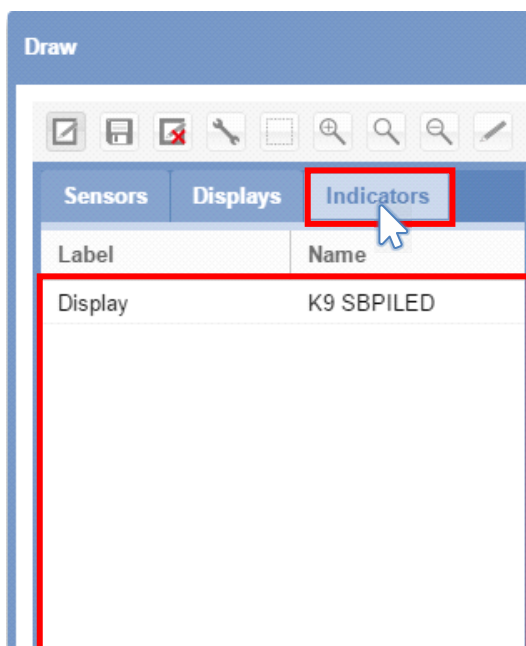 Draw
Sensors Displays Indicators
Label Name
Display K9 SBPILED